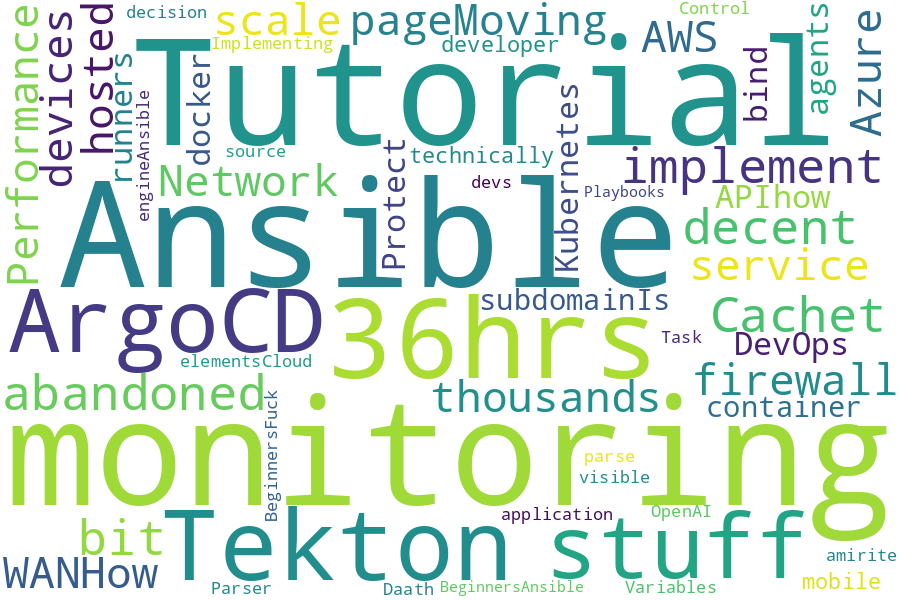 decision
scale
pageMoving
Control
Performance
devices
hosted
runners
Implementing
developer
AWS
agents
Azure
Tutorial
docker
bind
engineAnsible
source
technically
implement
Network
Protect
devs
Kubernetes
Playbooks
APIhow
Ansible
decent
service
ArgoCD
36hrs
subdomainIs
Cachet
Task
DevOps
elementsCloud
abandoned
BeginnersFuck
thousands
firewall
container
monitoring
parse
visible
bit
Tekton
application
stuff
OpenAI
amirite
WANHow
Parser
Daath
BeginnersAnsible
Variables
mobile